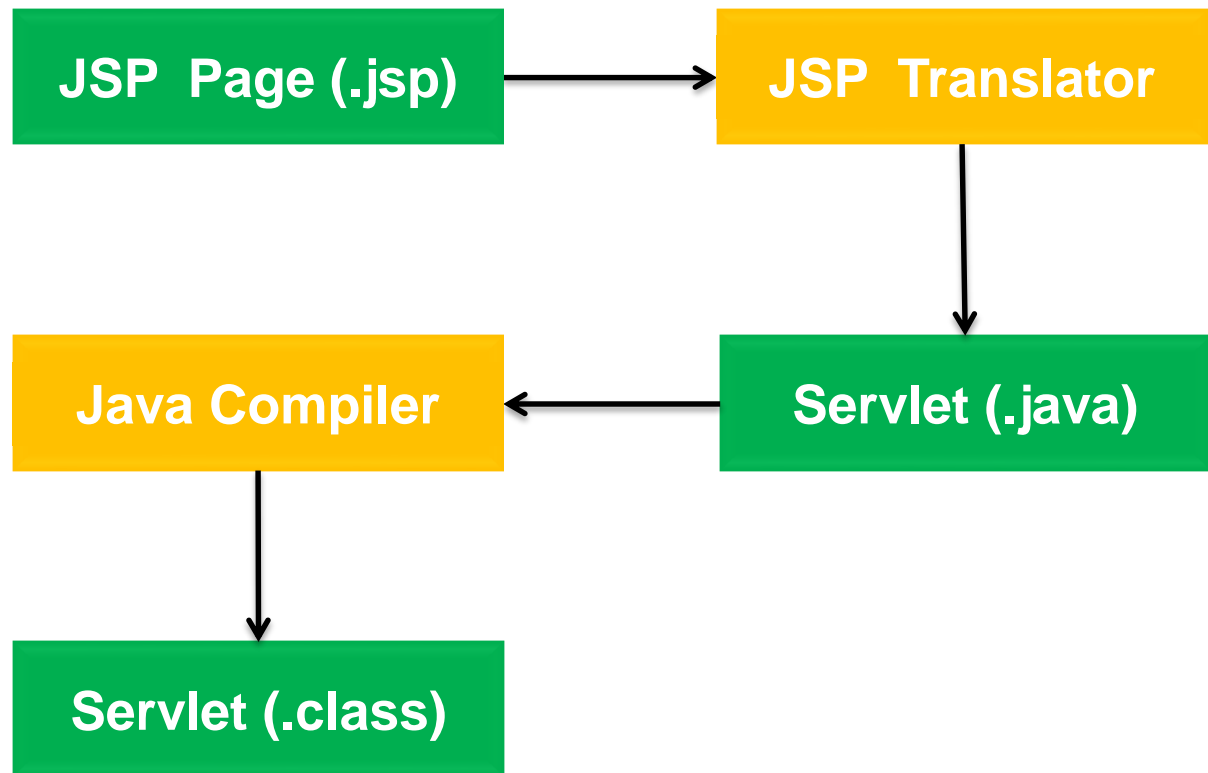 JSP Page (.jsp)
JSP Translator
Java Compiler
Servlet (.java)
Servlet (.class)